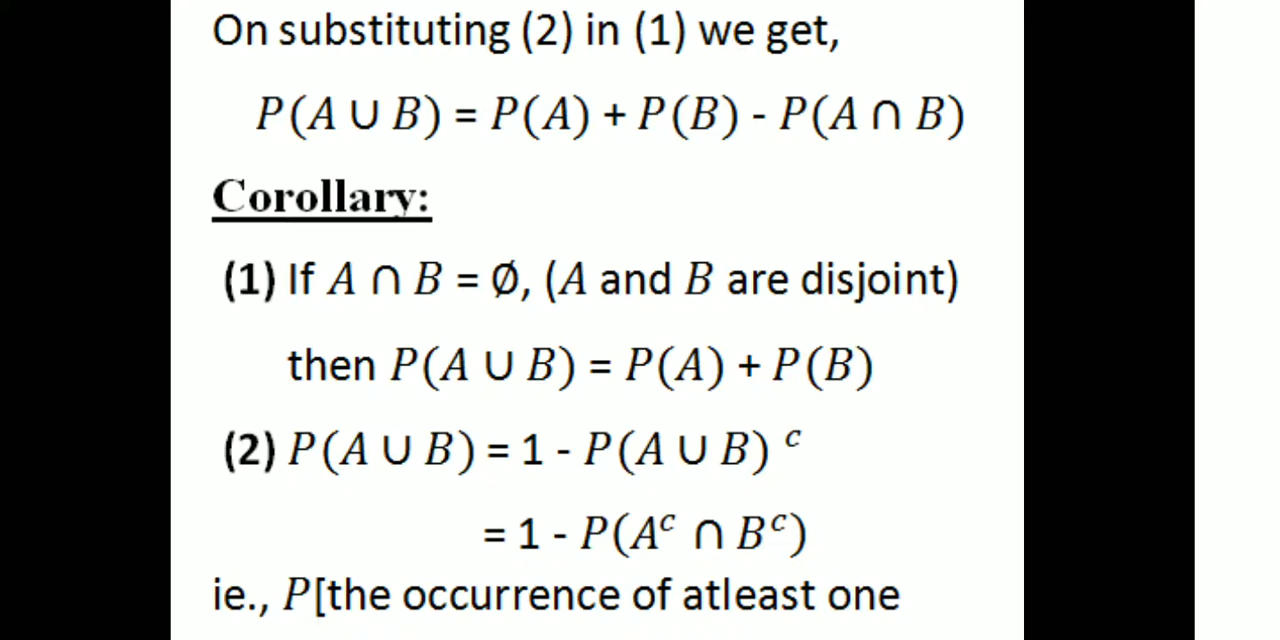 On substituting (2) in (1) we get,
P(A ∪ B) = P(A) + P(B) - P(A ∩ B)
Corollary:
(1) If A ∩ B = ∅, (A and B are disjoint)
then P(A ∪ B) = P(A) + P(B)
(2) P(A ∪ B) = 1 - P(A ∪ B) ᶜ
= 1 - P(Aᶜ ∩ Bᶜ)
ie., P[the occurrence of atleast one